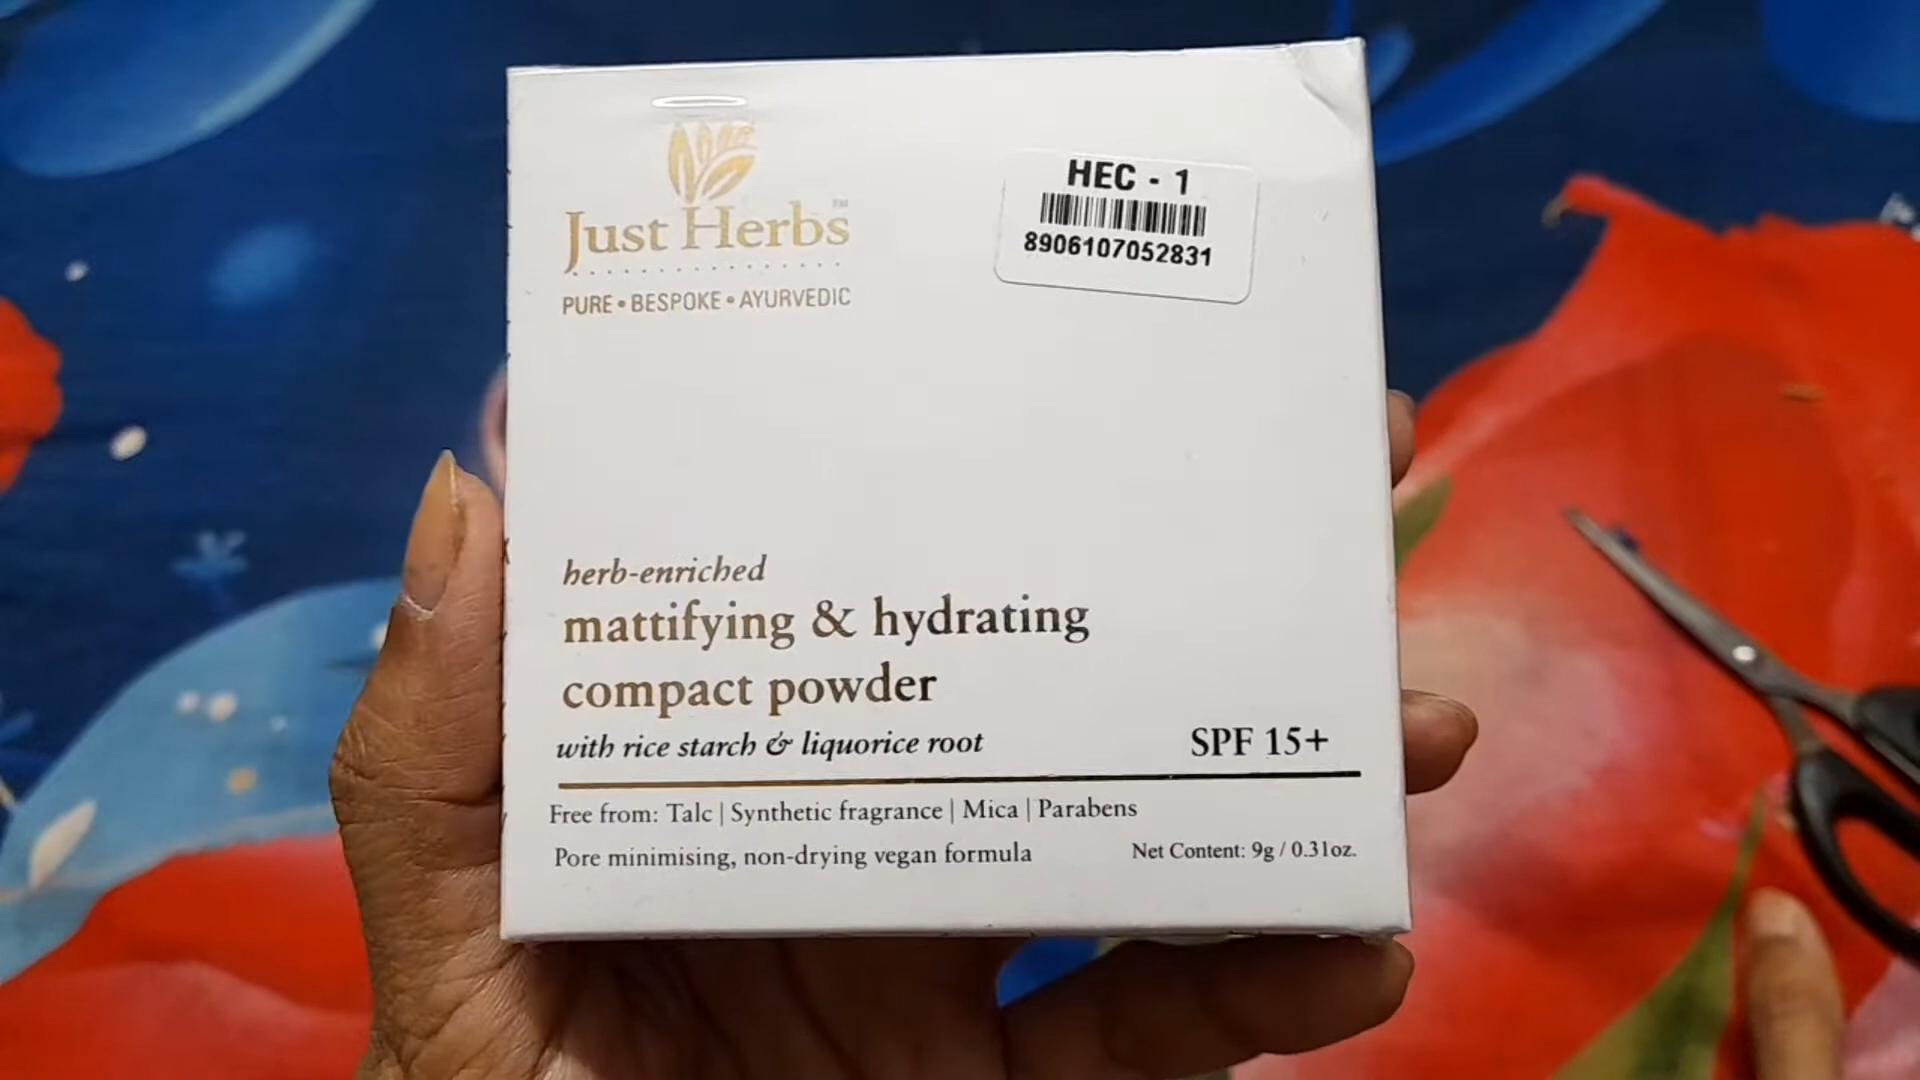 Just Herbs™
PURE • BESPOKE • AYURVEDIC
HEC - 1
8906107052831
herb-enriched
mattifying & hydrating
compact powder
with rice starch & liquorice root
SPF 15+
Free from: Talc | Synthetic fragrance | Mica | Parabens
Pore minimising, non-drying vegan formula
Net Content: 9g / 0.31oz.